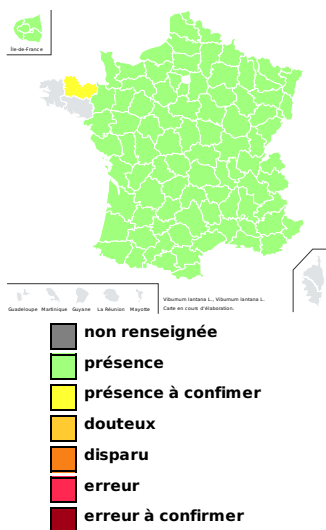 Île-de-France
Guadeloupe Martinique Guyane La Réunion Mayotte
Viburnum lantana L., Viburnum lantana L.
Carte en cours d'élaboration.
non renseignée
présence
présence à confimer
douteux
disparu
erreur
erreur à confirmer